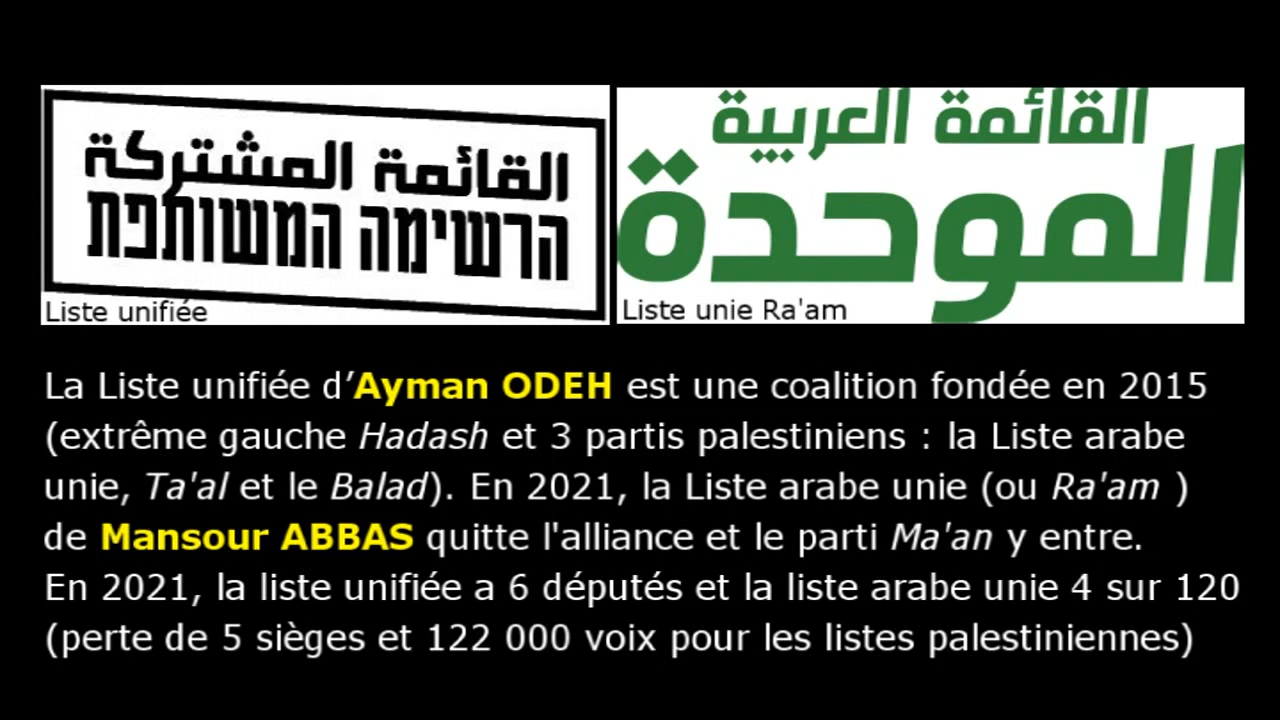 القائمة المشتركة
הרשימה המשותפת
Liste unifiée
القائمة العربية
الموحدة
Liste unie Ra'am
La Liste unifiée d’Ayman ODEH est une coalition fondée en 2015
(extrême gauche Hadash et 3 partis palestiniens : la Liste arabe
unie, Ta'al et le Balad). En 2021, la Liste arabe unie (ou Ra'am )
de Mansour ABBAS quitte l'alliance et le parti Ma'an y entre.
En 2021, la liste unifiée a 6 députés et la liste arabe unie 4 sur 120
(perte de 5 sièges et 122 000 voix pour les listes palestiniennes)